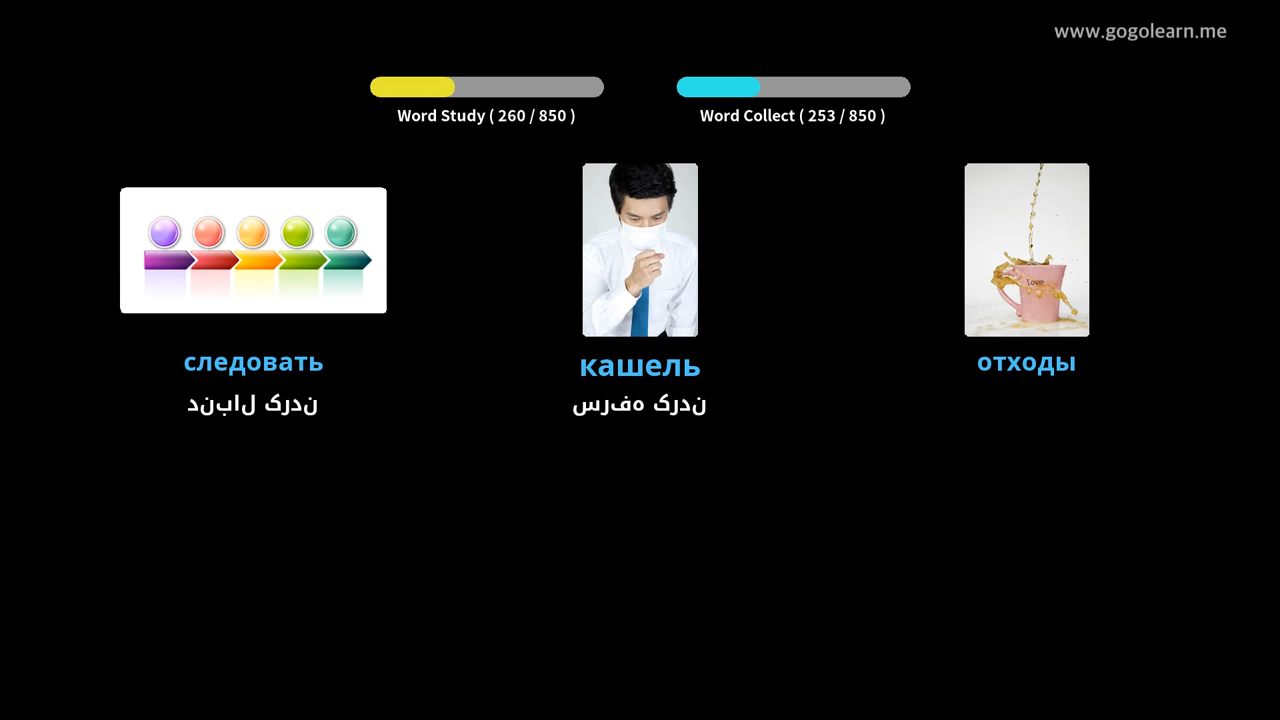 www.gogolearn.me
Word Study ( 260 / 850 )
Word Collect ( 253 / 850 )
следовать
кашель
отходы
دنبال کردن
سرفه کردن